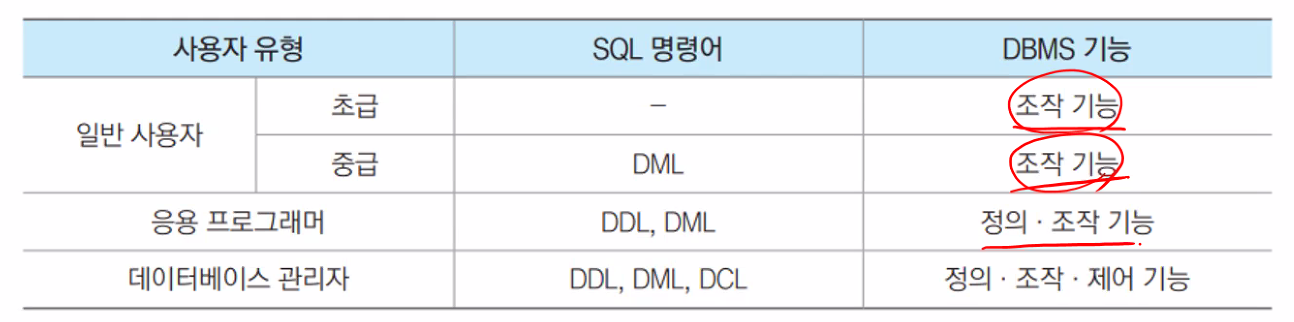 사용자 유형 SQL 명령어 DBMS 기능
일반 사용자 초급 – 조작 기능
중급 DML 조작 기능
응용 프로그래머 DDL, DML 정의 · 조작 기능
데이터베이스 관리자 DDL, DML, DCL 정의 · 조작 · 제어 기능